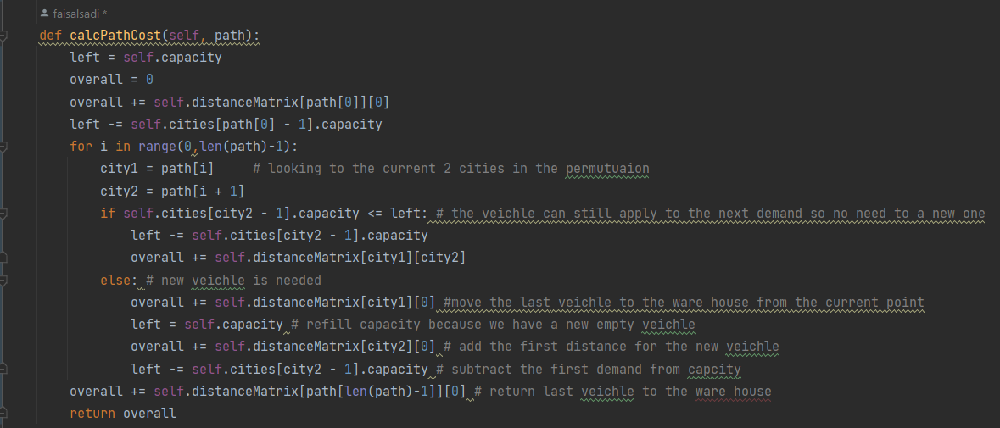 faisalsadi *
def calcPathCost(self, path):
    left = self.capacity
    overall = 0
    overall += self.distanceMatrix[path[0]][0]
    left -= self.cities[path[0] - 1].capacity
    for i in range(0,len(path)-1):
        city1 = path[i]     # looking to the current 2 cities in the permutuaion
        city2 = path[i + 1]
        if self.cities[city2 - 1].capacity <= left: # the veichle can still apply to the next demand so no need to a new one
            left -= self.cities[city2 - 1].capacity
            overall += self.distanceMatrix[city1][city2]
        else: # new veichle is needed
            overall += self.distanceMatrix[city1][0] #move the last veichle to the ware house from the current point
            left = self.capacity # refill capacity because we have a new empty veichle
            overall += self.distanceMatrix[city2][0] # add the first distance for the new veichle
            left -= self.cities[city2 - 1].capacity # subtract the first demand from capcity
    overall += self.distanceMatrix[path[len(path)-1]][0] # return last veichle to the ware house
    return overall